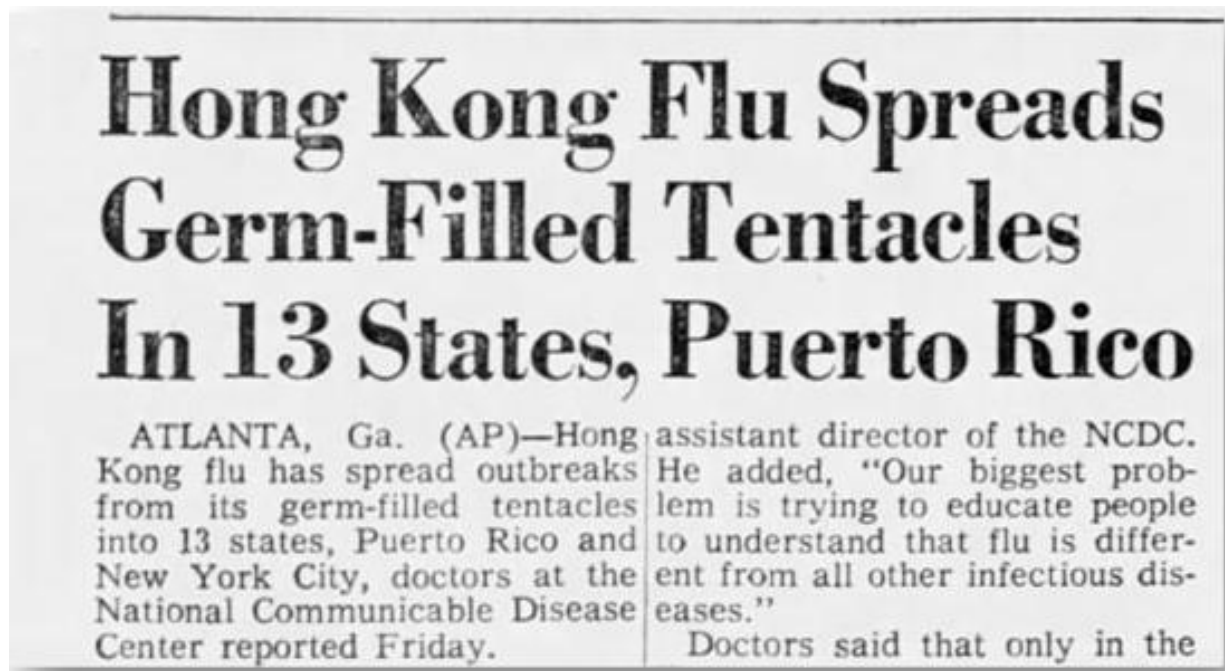 Hong Kong Flu Spreads
Germ-Filled Tentacles
In 13 States, Puerto Rico
ATLANTA, Ga. (AP)—Hong
Kong flu has spread outbreaks
from its germ-filled tentacles
into 13 states, Puerto Rico and
New York City, doctors at the
National Communicable Disease
Center reported Friday.
assistant director of the NCDC.
He added, "Our biggest prob-
lem is trying to educate people
to understand that flu is differ-
ent from all other infectious dis-
eases."
Doctors said that only in the